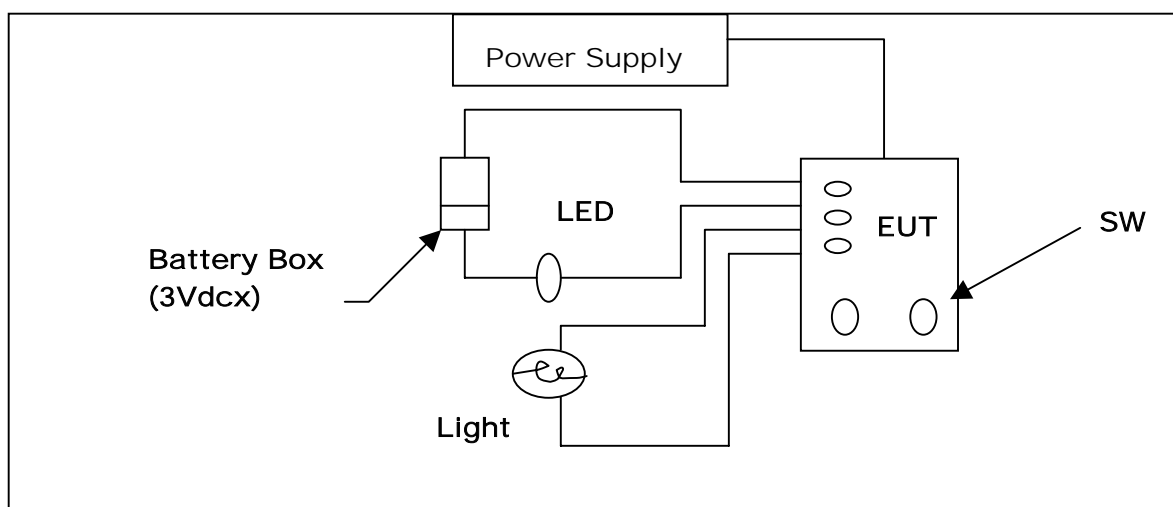 Power Supply
LED
EUT
SW
Battery Box
(3Vdcx)
Light